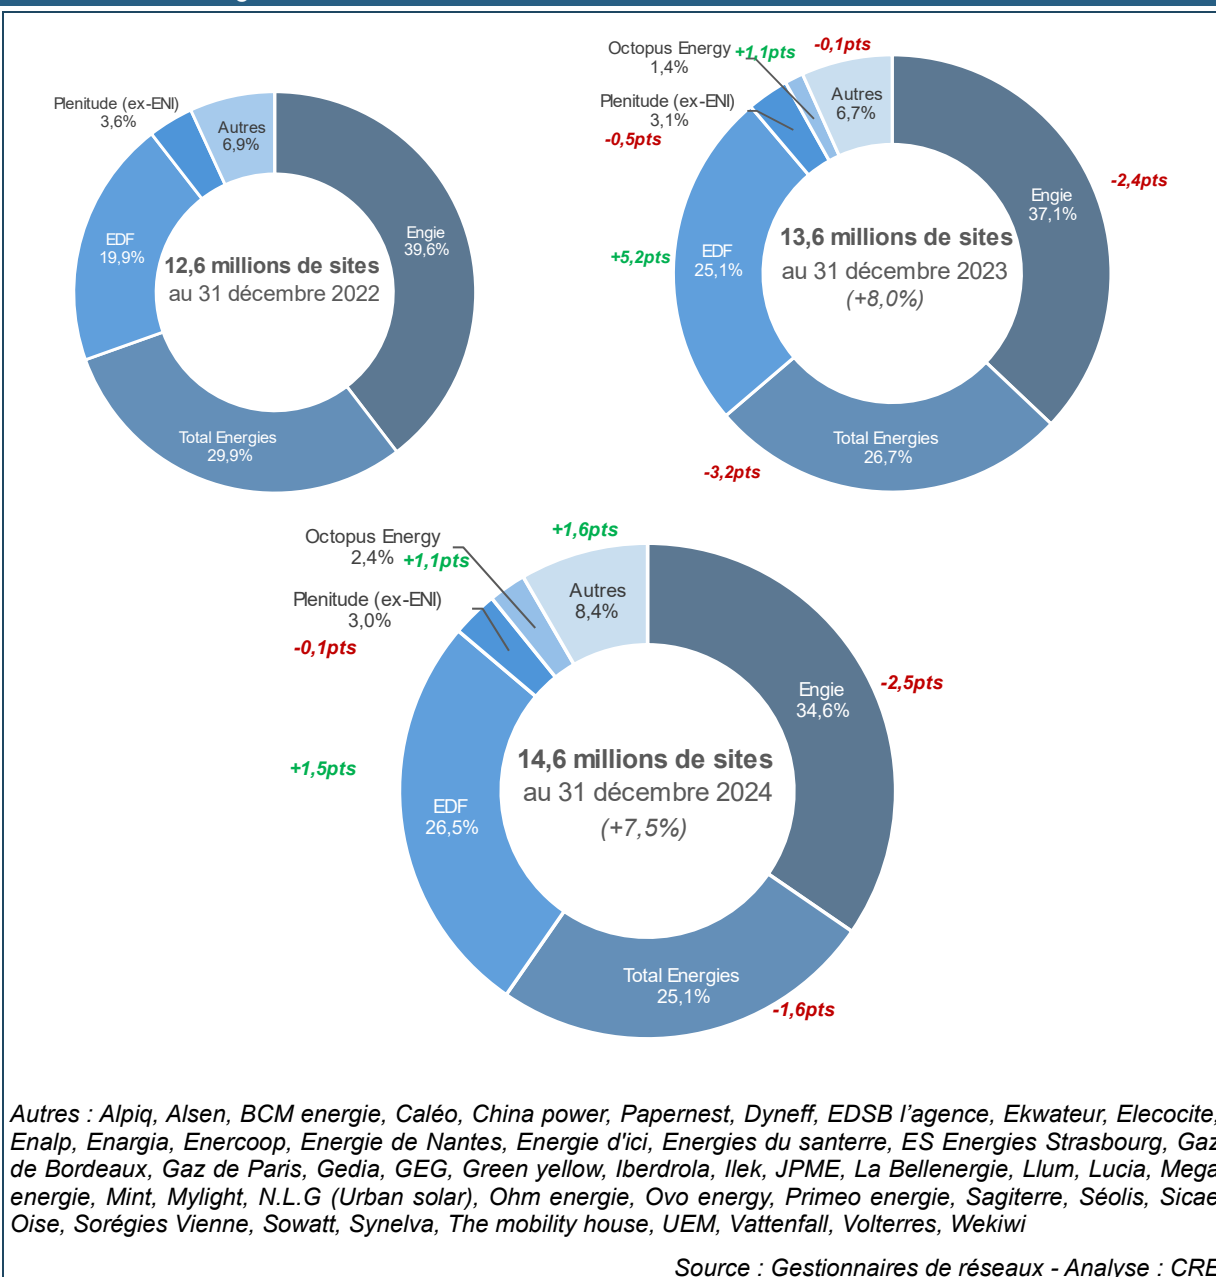 Plenitude (ex-ENI)
3,6%
Autres
6,9%
EDF
19,9%
Engie
39,6%
12,6 millions de sites
au 31 décembre 2022
Total Energies
29,9%
Octopus Energy
1,4%
+1,1pts
-0,1pts
Plenitude (ex-ENI)
3,1%
-0,5pts
Autres
6,7%
Engie
37,1%
-2,4pts
EDF
25,1%
+5,2pts
13,6 millions de sites
au 31 décembre 2023
(+8,0%)
Total Energies
26,7%
-3,2pts
Octopus Energy
2,4%
+1,1pts
+1,6pts
Plenitude (ex-ENI)
3,0%
-0,1pts
Autres
8,4%
Engie
34,6%
-2,5pts
+1,5pts
EDF
26,5%
14,6 millions de sites
au 31 décembre 2024
(+7,5%)
Total Energies
25,1%
-1,6pts
Autres : Alpiq, Alsen, BCM energie, Caléo, China power, Papernest, Dyneff, EDSB l’agence, Ekwateur, Elecocite,
Enalp, Enargia, Enercoop, Energie de Nantes, Energie d'ici, Energies du santerre, ES Energies Strasbourg, Gaz
de Bordeaux, Gaz de Paris, Gedia, GEG, Green yellow, Iberdrola, Ilek, JPME, La Bellenergie, Llum, Lucia, Mega
energie, Mint, Mylight, N.L.G (Urban solar), Ohm energie, Ovo energy, Primeo energie, Sagiterre, Séolis, Sicae
Oise, Sorégies Vienne, Sowatt, Synelva, The mobility house, UEM, Vattenfall, Volterres, Wekiwi
Source : Gestionnaires de réseaux - Analyse : CRE